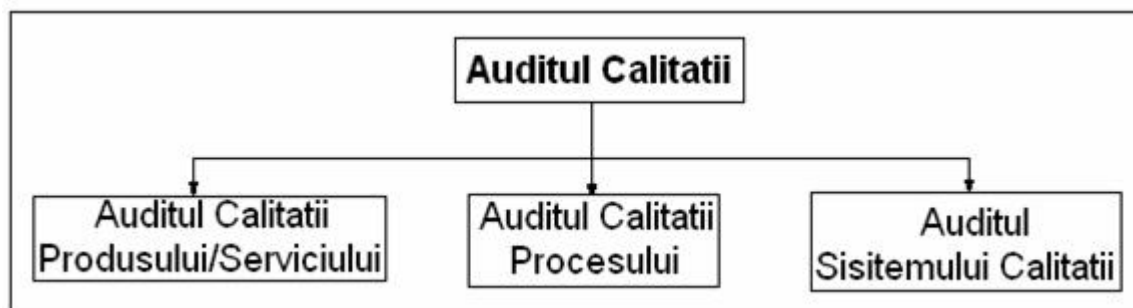 Auditul Calitatii
Auditul Calitatii
Produsului/Serviciului
Auditul Calitatii
Procesului
Auditul
Sisitemului Calitatii